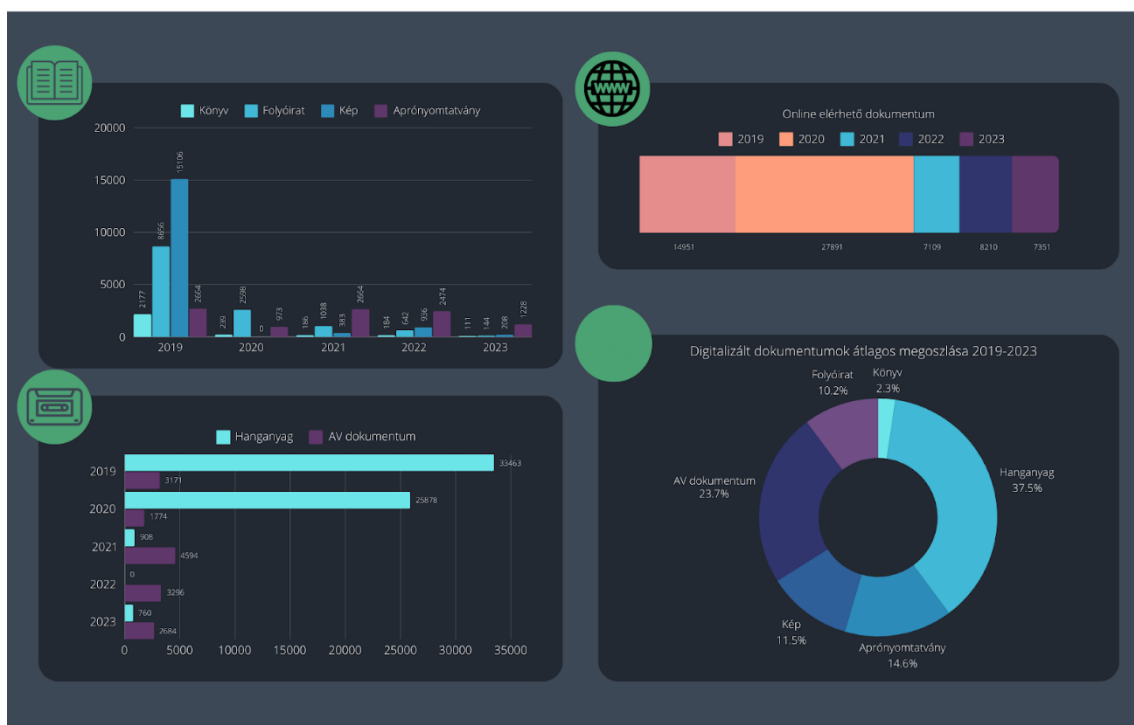 Könyv Folyóirat Kép Aprónyomtatvány
20000
15000
10000
5000
0
2177 8656 15106 2664
239 2598 0 973
186 1038 383 2664
184 642 936 2474
111 144 208 1228
2019 2020 2021 2022 2023
WWW
Online elérhető dokumentum
2019 2020 2021 2022 2023
14951 27891 7109 8210 7351
Hanganyag AV dokumentum
2019
33463
3171
2020
25878
1774
2021
908
4594
2022
0
3296
2023
760
2684
0 5000 10000 15000 20000 25000 30000 35000
Digitalizált dokumentumok átlagos megoszlása 2019-2023
Könyv
2.3%
Hanganyag
37.5%
Aprónyomtatvány
14.6%
Kép
11.5%
AV dokumentum
23.7%
Folyóirat
10.2%